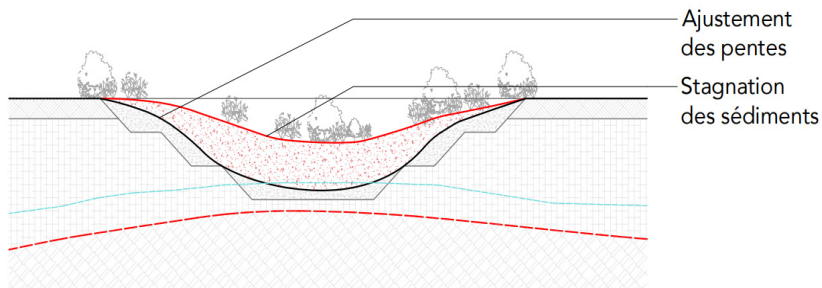 Ajustement
des pentes
Stagnation
des sédiments